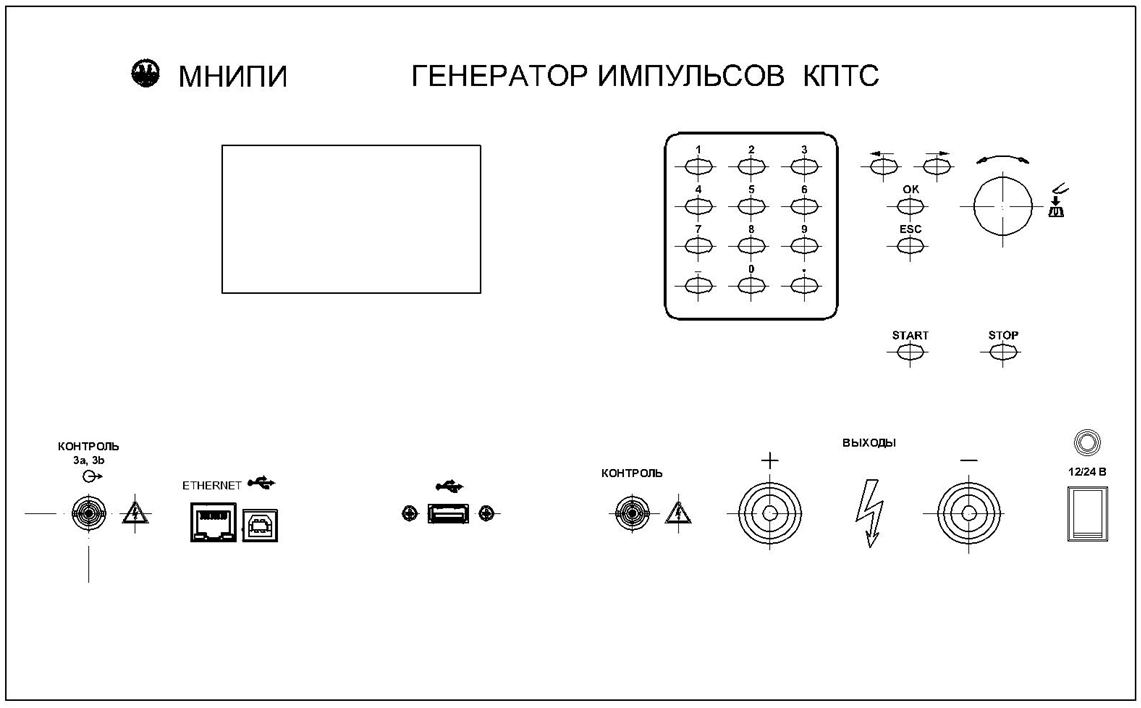 МНИПИ
ГЕНЕРАТОР ИМПУЛЬСОВ КПТС
1 2 3
4 5 6
7 8 9
– 0 •
OK
ESC
START
STOP
КОНТРОЛЬ
3а, 3b
ETHERNET
КОНТРОЛЬ
ВЫХОДЫ
+
–
12/24 В